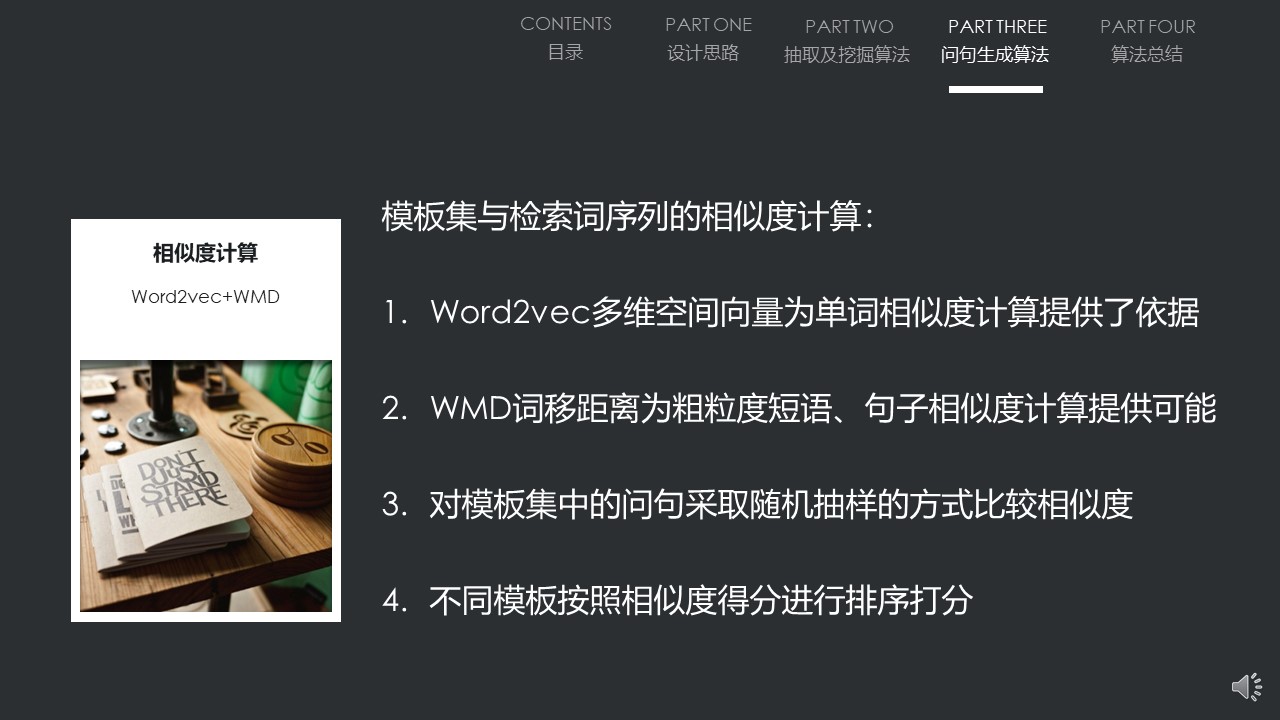 CONTENTS
目录
PART ONE
设计思路
PART TWO
抽取及挖掘算法
PART THREE
问句生成算法
PART FOUR
算法总结
相似度计算
Word2vec+WMD
DON'T
JUST
STAND
THERE
模板集与检索词序列的相似度计算：
1. Word2vec多维空间向量为单词相似度计算提供了依据
2. WMD词移距离为粗粒度短语、句子相似度计算提供可能
3. 对模板集中的问句采取随机抽样的方式比较相似度
4. 不同模板按照相似度得分进行排序打分